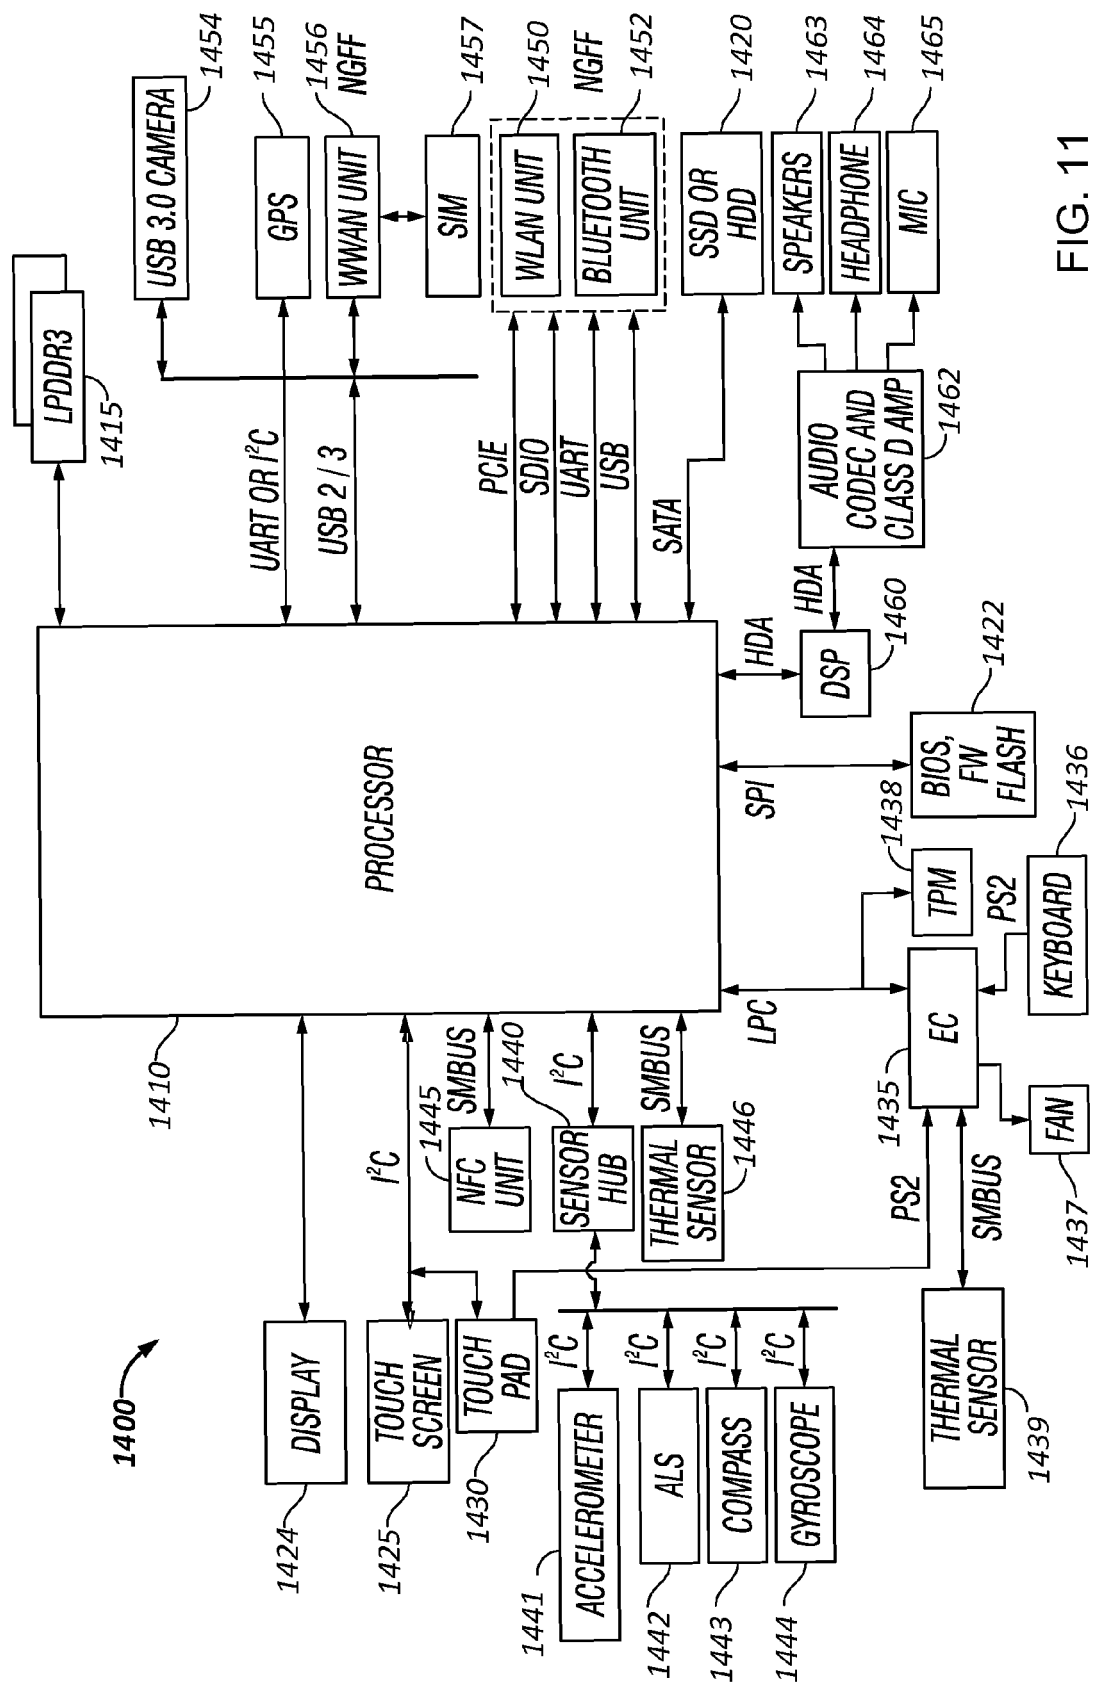 1400
1424
DISPLAY
1425
TOUCH
SCREEN
I²C
1430
TOUCH
PAD
1410
PROCESSOR
LPDDR3
1415
USB 3.0 CAMERA
1454
GPS
1455
UART OR I²C
WWAN UNIT
1456
NGFF
USB 2 / 3
SIM
1457
1445
NFC
UNIT
SMBUS
1440
SENSOR
HUB
I²C
THERMAL
SENSOR
1446
SMBUS
PCIE
SDIO
UART
USB
WLAN UNIT
1450
NGFF
BLUETOOTH
UNIT
1452
SATA
SSD OR
HDD
1420
1441
ACCELEROMETER
I²C
1442
ALS
I²C
1443
COMPASS
I²C
1444
GYROSCOPE
I²C
LPC
SPI
HDA
DSP
1460
HDA
AUDIO
CODEC AND
CLASS D AMP
1462
SPEAKERS
1463
HEADPHONE
1464
MIC
1465
PS2
1435
EC
TPM
1438
BIOS,
FW
FLASH
1422
THERMAL
SENSOR
1439
SMBUS
FAN
1437
PS2
KEYBOARD
1436
FIG. 11